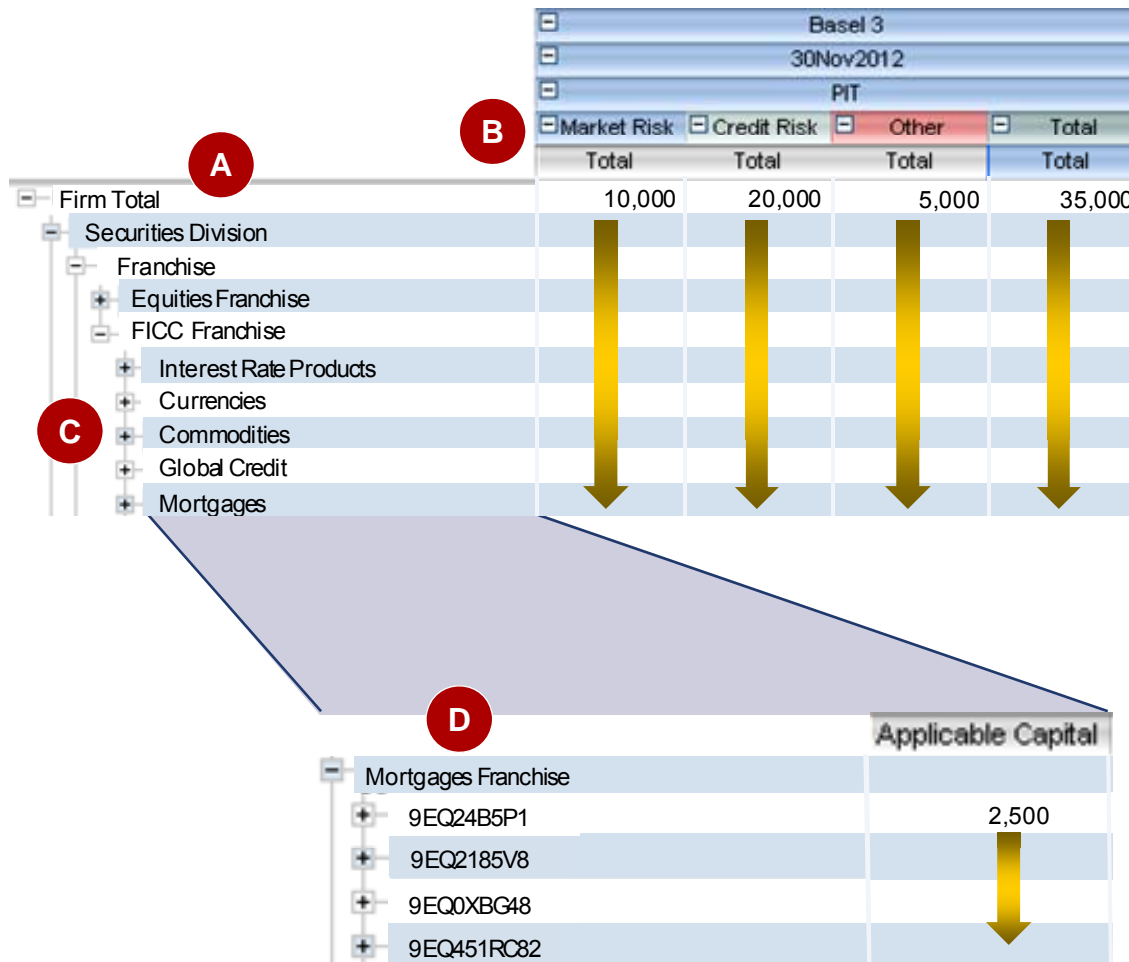 Basel 3
30Nov2012
PIT
B
Market Risk Credit Risk Other Total
A
Total Total Total Total
Firm Total 10,000 20,000 5,000 35,000
Securities Division
Franchise
Equities Franchise
FICC Franchise
Interest Rate Products
Currencies
C
Commodities
Global Credit
Mortgages
D
Applicable Capital
Mortgages Franchise
9EQ24B5P1 2,500
9EQ2185V8
9EQ0XBG48
9EQ451RC82